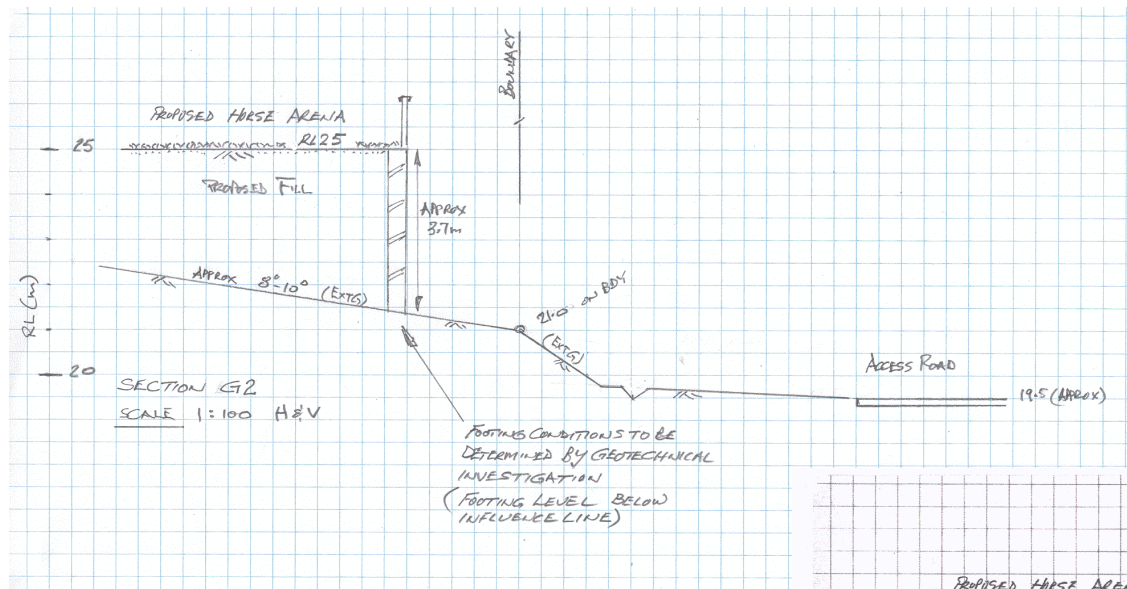 BOUNDARY
PROPOSED HORSE ARENA
25
RL25
PROPOSED FILL
APPROX
3.7m
APPROX 8°-10° (EXTG)
RL (m)
21.0 ON BDY
(EXTG)
20
ACCESS ROAD
19.5 (APPROX)
SECTION G2
SCALE 1:100 H&V
FOOTING CONDITIONS TO BE
DETERMINED BY GEOTECHNICAL
INVESTIGATION
(FOOTING LEVEL BELOW
INFLUENCE LINE)
PROPOSED HORSE AREN